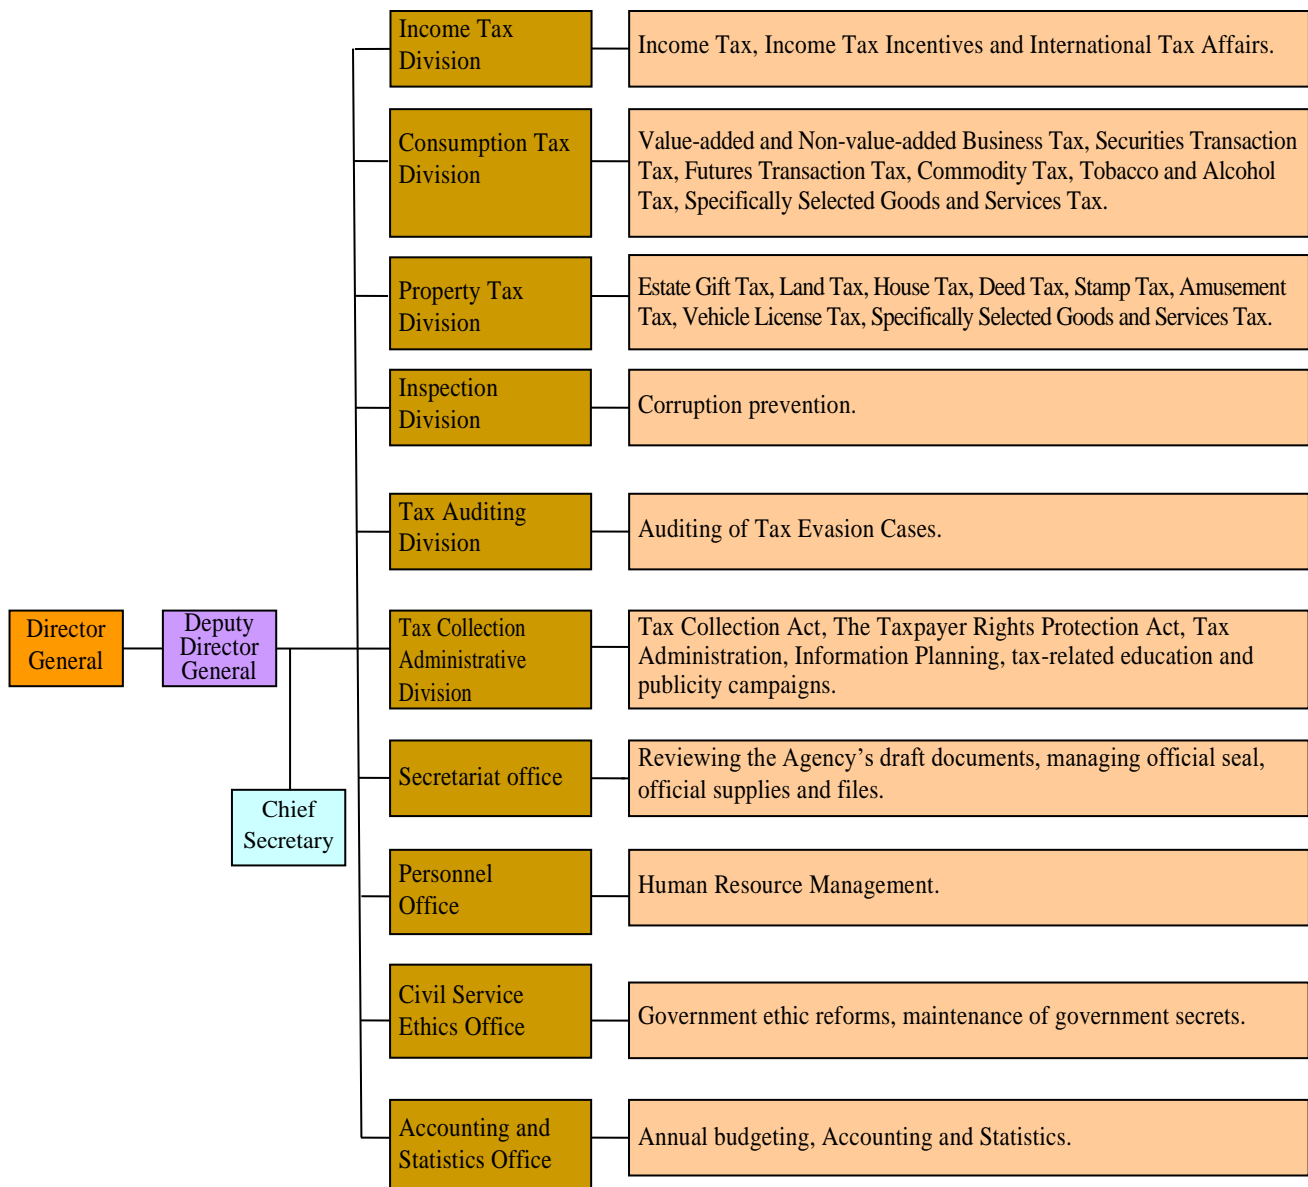 Income Tax
Division
Income Tax, Income Tax Incentives and International Tax Affairs.
Consumption Tax
Division
Value-added and Non-value-added Business Tax, Securities Transaction
Tax, Futures Transaction Tax, Commodity Tax, Tobacco and Alcohol
Tax, Specifically Selected Goods and Services Tax.
Property Tax
Division
Estate Gift Tax, Land Tax, House Tax, Deed Tax, Stamp Tax, Amusement
Tax, Vehicle License Tax, Specifically Selected Goods and Services Tax.
Inspection
Division
Corruption prevention.
Tax Auditing
Division
Auditing of Tax Evasion Cases.
Director
General
Deputy
Director
General
Tax Collection
Administrative
Division
Tax Collection Act, The Taxpayer Rights Protection Act, Tax
Administration, Information Planning, tax-related education and
publicity campaigns.
Chief
Secretary
Secretariat office
Reviewing the Agency’s draft documents, managing official seal,
official supplies and files.
Personnel
Office
Human Resource Management.
Civil Service
Ethics Office
Government ethic reforms, maintenance of government secrets.
Accounting and
Statistics Office
Annual budgeting, Accounting and Statistics.